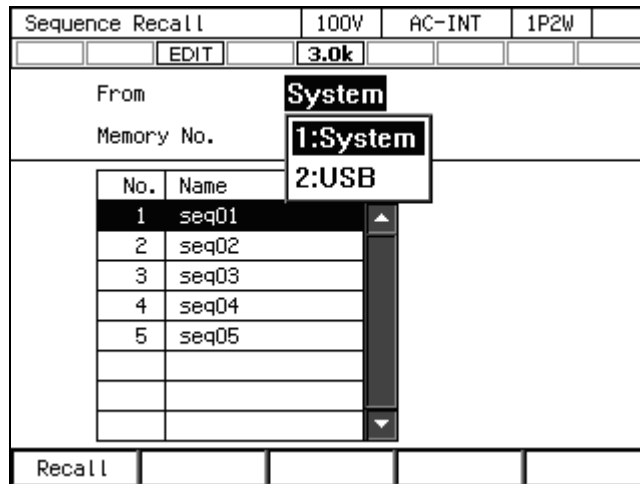 Sequence Recall 100V AC-INT 1P2W
EDIT 3.0k
From System
Memory No. 1:System
2:USB
No. Name
1 seq01
2 seq02
3 seq03
4 seq04
5 seq05
Recall